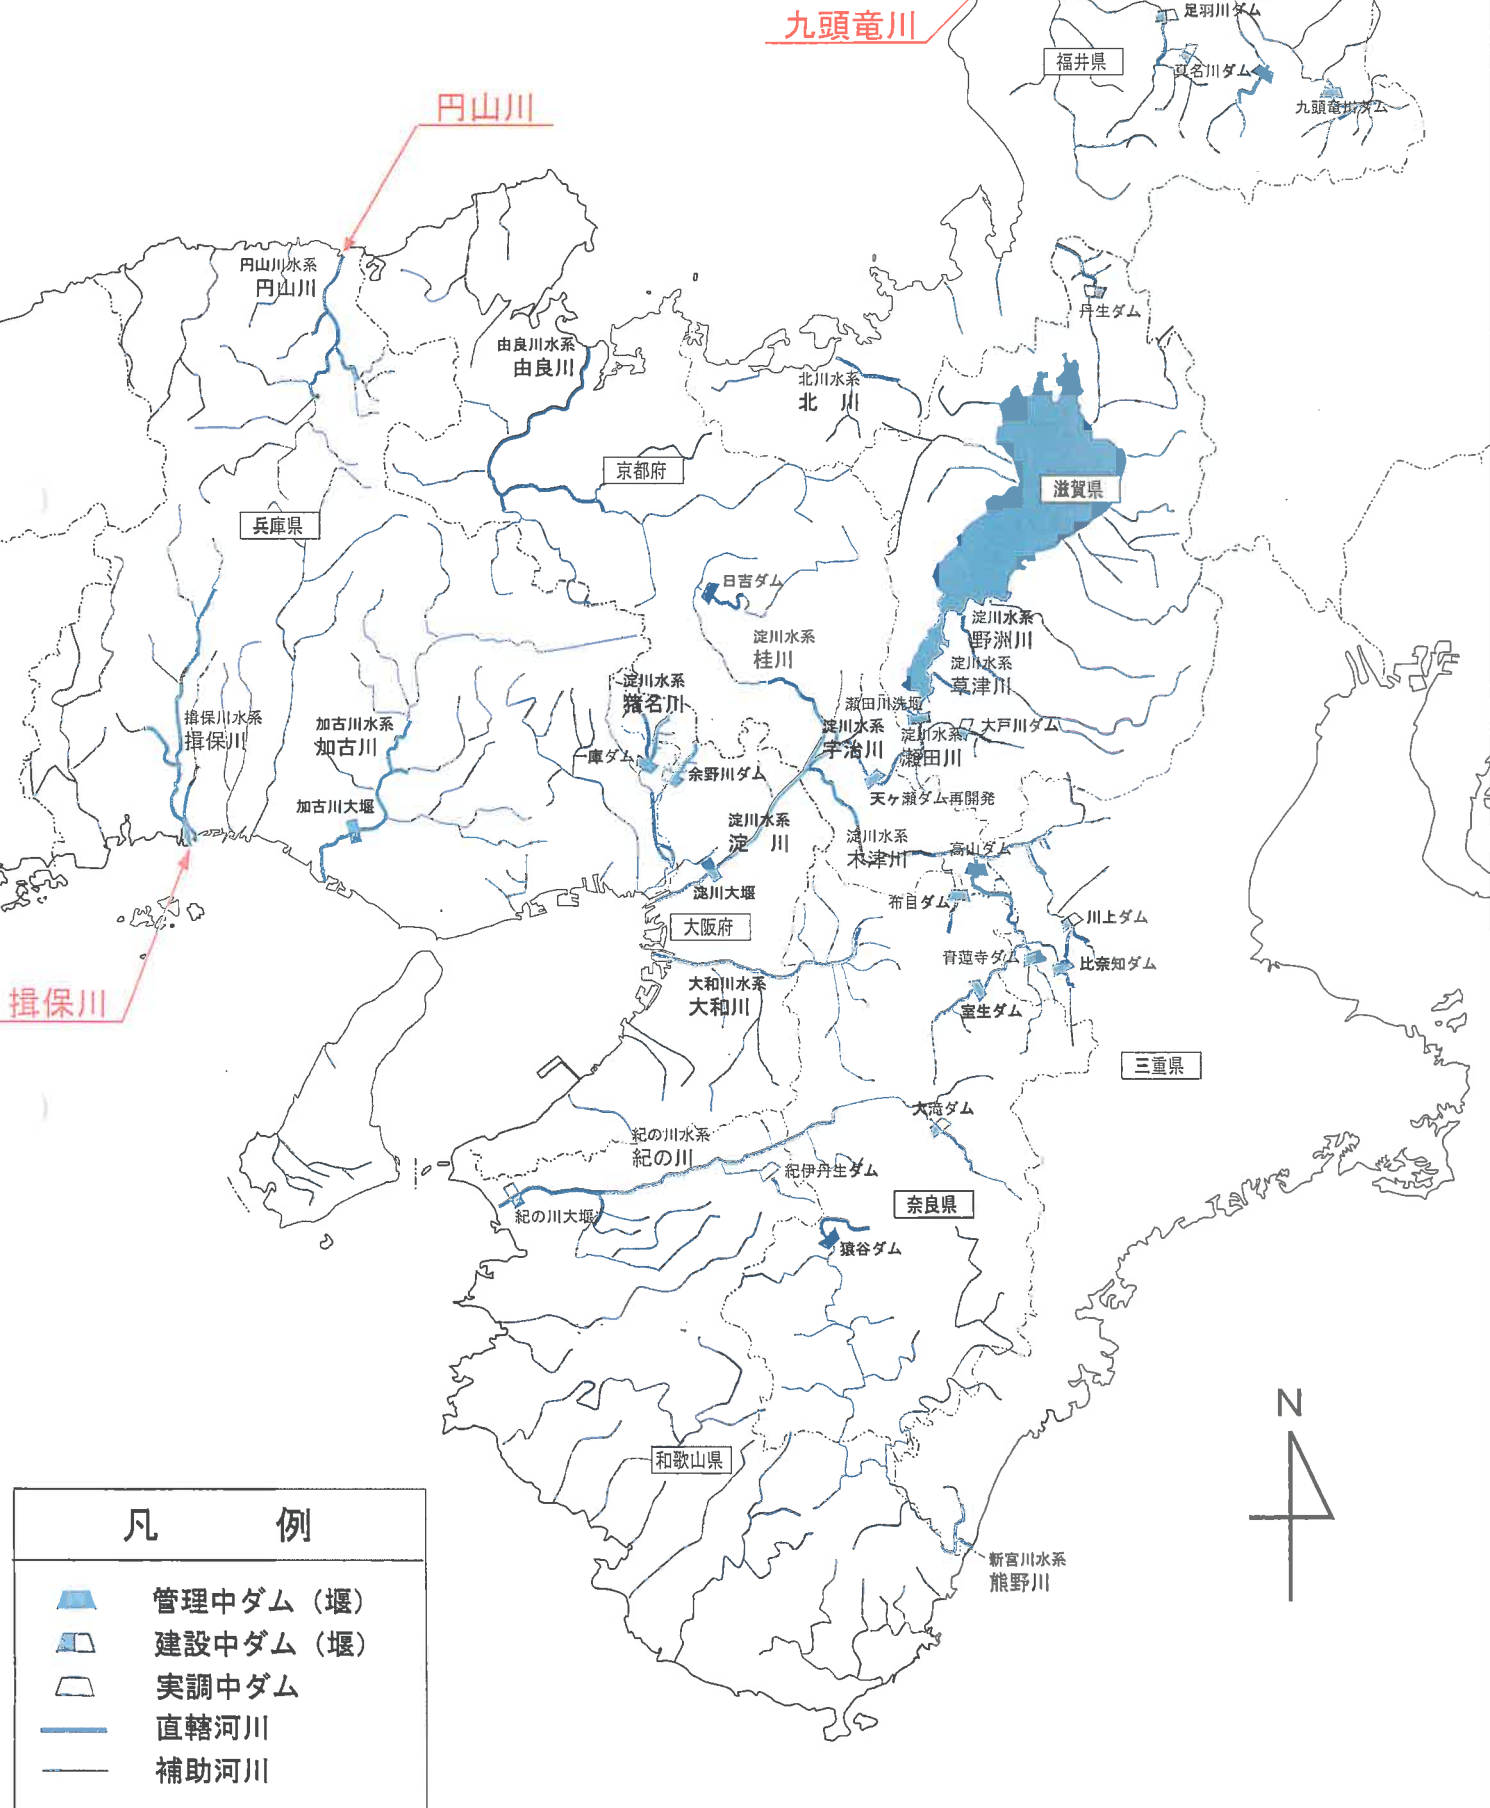 九頭竜川
足羽川ダム
福井県
真名川ダム
九頭竜川ダム
円山川
円山川水系
円山川
丹生ダム
由良川水系
由良川
北川水系
北　川
京都府
滋賀県
兵庫県
日吉ダム
淀川水系
野洲川
淀川水系
桂川
淀川水系
草津川
淀川水系
猪名川
瀬田川洗堰
揖保川水系
揖保川
加古川水系
加古川
淀川水系
宇治川
淀川水系
瀬田川
大戸川ダム
一庫ダム
余野川ダム
天ヶ瀬ダム再開発
加古川大堰
淀川水系
淀　川
淀川水系
木津川
高山ダム
淀川大堰
布目ダム
川上ダム
大阪府
青蓮寺ダム
比奈知ダム
大和川水系
大和川
室生ダム
揖保川
三重県
大滝ダム
紀の川水系
紀の川
紀伊丹生ダム
奈良県
紀の川大堰
猿谷ダム
N
和歌山県
新宮川水系
熊野川
凡　例
管理中ダム（堰）
建設中ダム（堰）
実調中ダム
直轄河川
補助河川